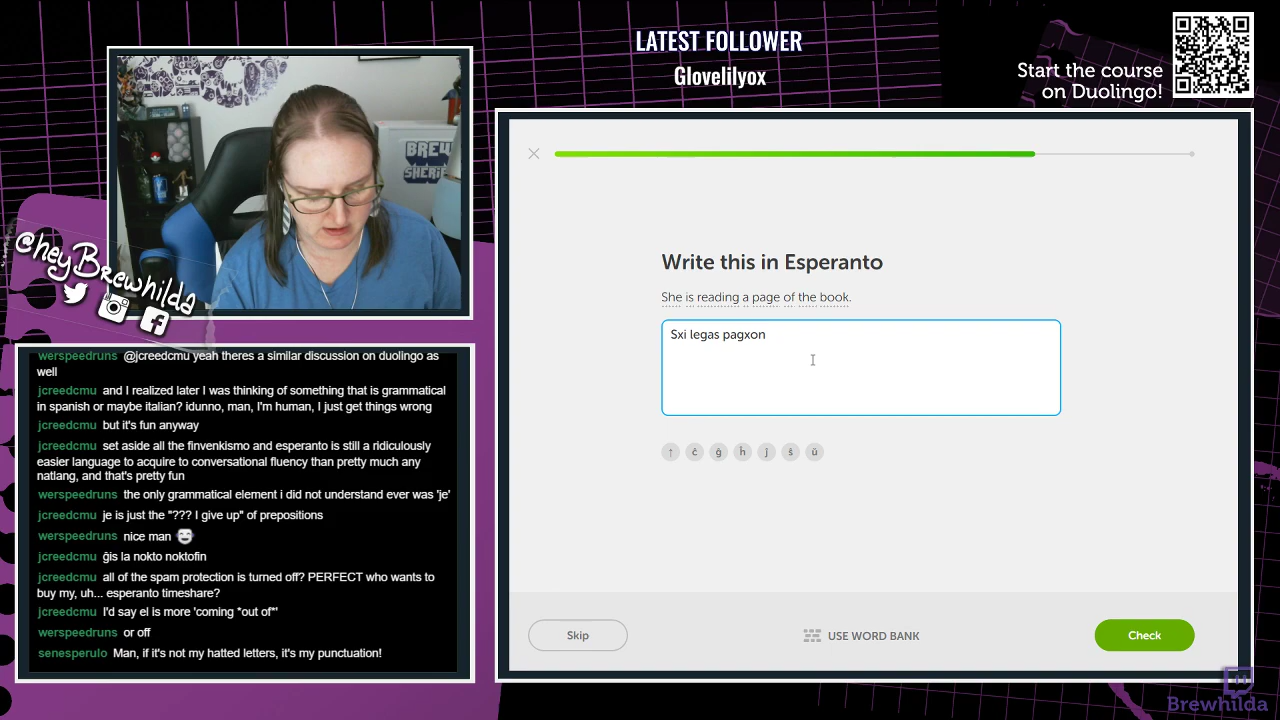 LATEST FOLLOWER
Glovelilyox
Start the course
on Duolingo!
BREW
SHERIF
@heyBrewhilda
Write this in Esperanto
She is reading a page of the book.
Sxi legas pagxon
↑ ĉ ĝ ĥ ĵ ŝ ŭ
Skip
USE WORD BANK
Check
werspeedruns @jcreedcmu yeah theres a similar discussion on duolingo as
well
jcreedcmu and I realized later I was thinking of something that is grammatical
in spanish or maybe italian? idunno, man, I'm human, I just get things wrong
jcreedcmu but it's fun anyway
jcreedcmu set aside all the finvenkismo and esperanto is still a ridiculously
easier language to acquire to conversational fluency than pretty much any
natlang, and that's pretty fun
werspeedruns the only grammatical element i did not understand ever was 'je'
jcreedcmu je is just the "??? I give up" of prepositions
werspeedruns nice man
jcreedcmu ĝis la nokto noktofin
jcreedcmu all of the spam protection is turned off? PERFECT who wants to
buy my, uh... esperanto timeshare?
jcreedcmu I'd say el is more 'coming *out of*'
werspeedruns or off
senesperulo Man, if it's not my hatted letters, it's my punctuation!
Brewhilda